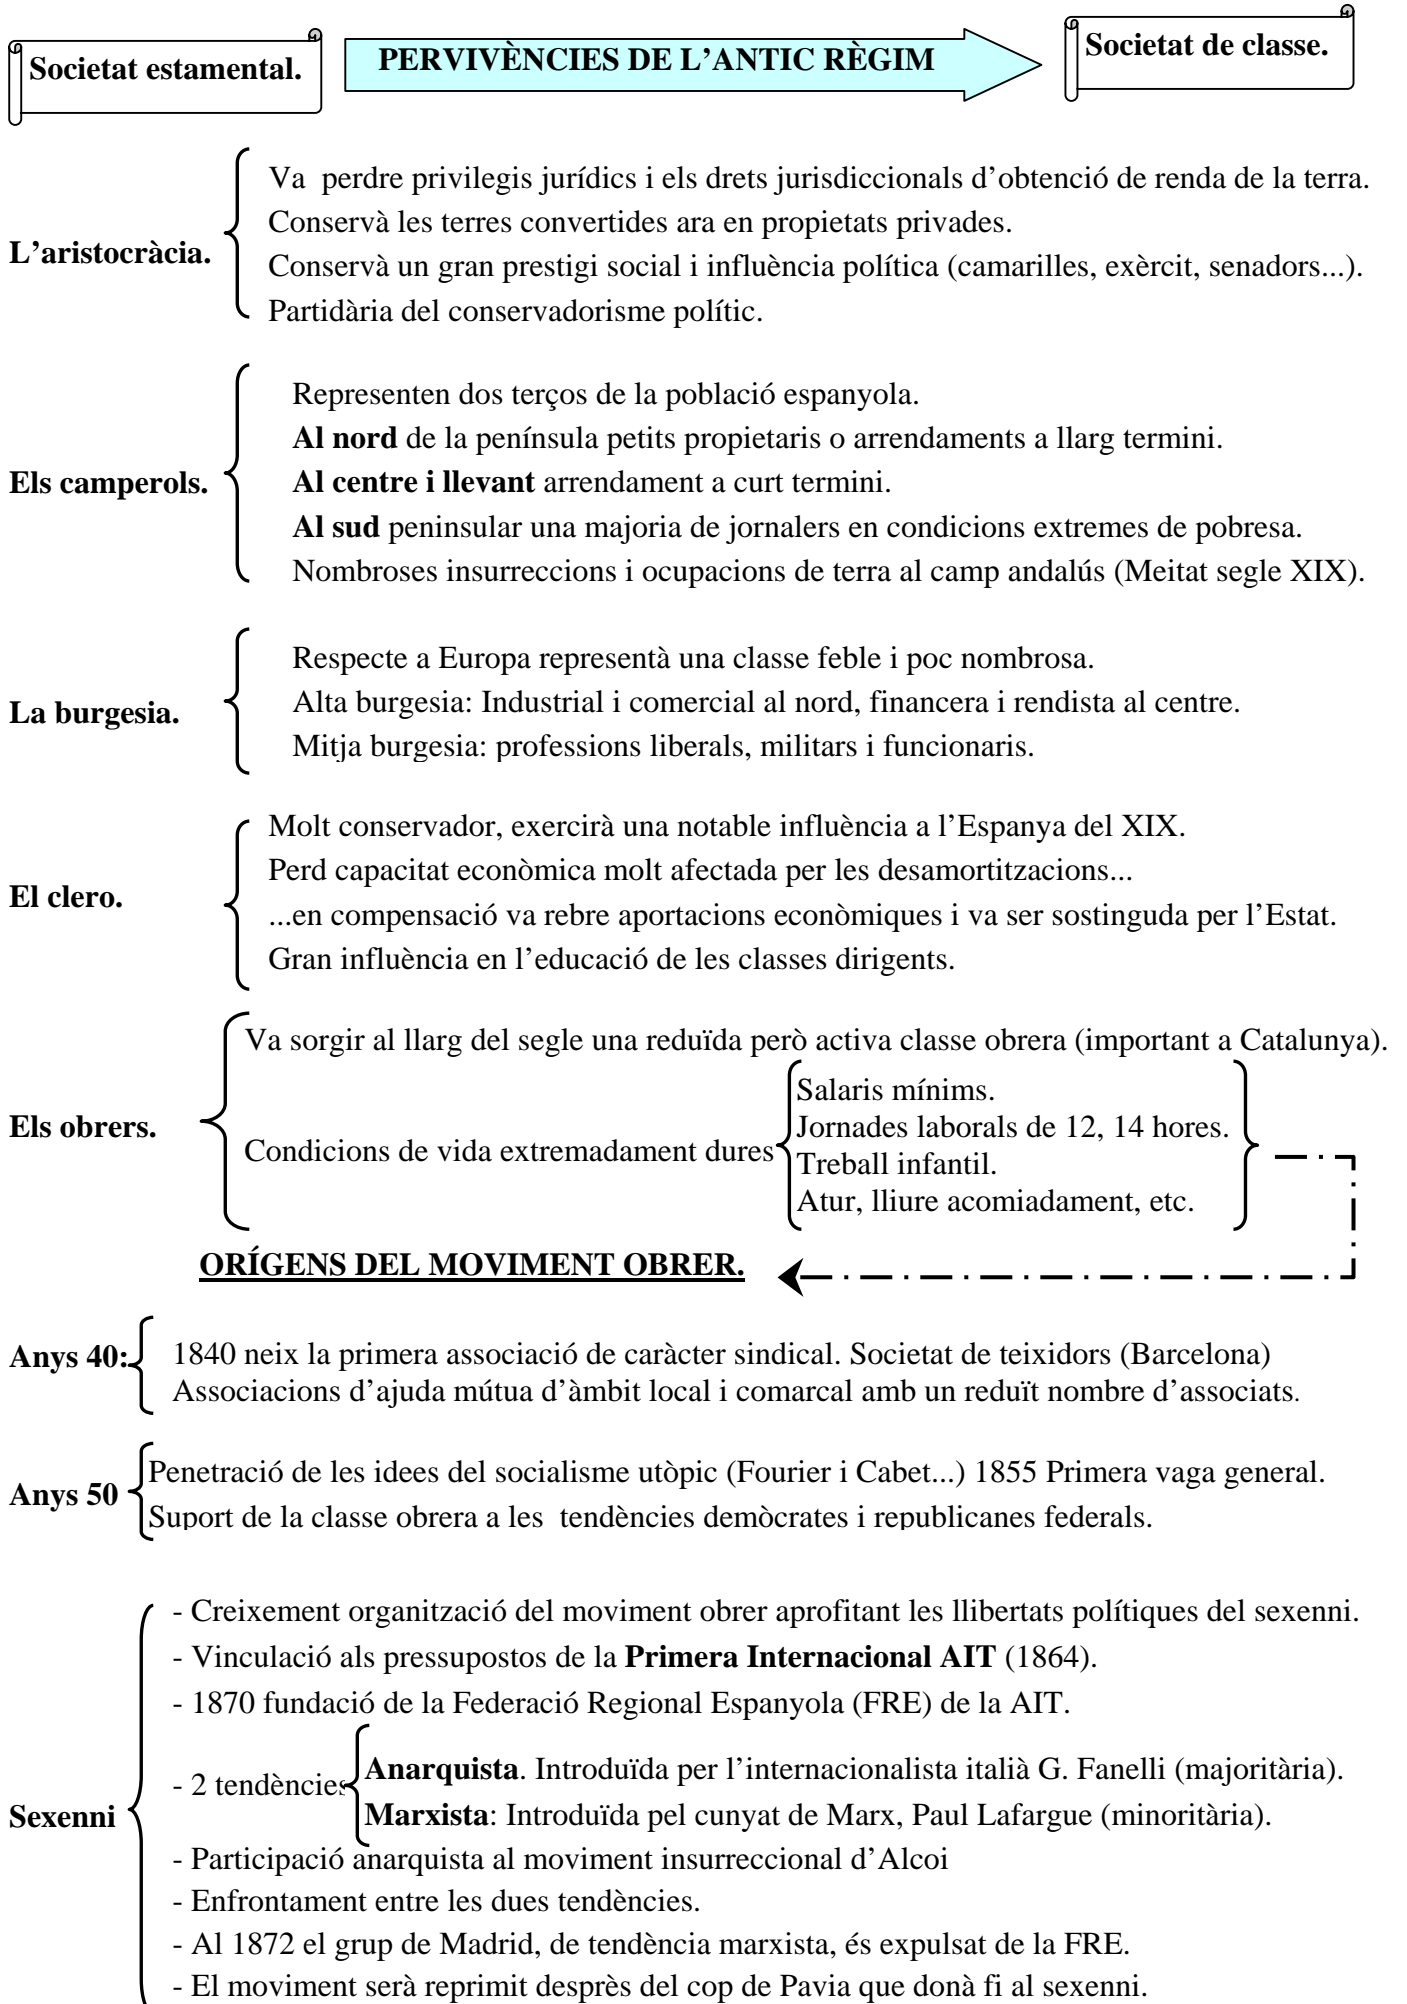 Societat estamental.
PERVIVÈNCIES DE L’ANTIC RÈGIM
Societat de classe.
L’aristocràcia.
Va perdre privilegis jurídics i els drets jurisdiccionals d’obtenció de renda de la terra.
Conservà les terres convertides ara en propietats privades.
Conservà un gran prestigi social i influència política (camarilles, exèrcit, senadors...).
Partidària del conservadorisme polític.
Els camperols.
Representen dos terços de la població espanyola.
Al nord de la península petits propietaris o arrendaments a llarg termini.
Al centre i llevant arrendament a curt termini.
Al sud peninsular una majoria de jornalers en condicions extremes de pobresa.
Nombroses insurreccions i ocupacions de terra al camp andalús (Meitat segle XIX).
La burgesia.
Respecte a Europa representà una classe feble i poc nombrosa.
Alta burgesia: Industrial i comercial al nord, financera i rendista al centre.
Mitja burgesia: professions liberals, militars i funcionaris.
El clero.
Molt conservador, exercirà una notable influència a l’Espanya del XIX.
Perd capacitat econòmica molt afectada per les desamortitzacions...
...en compensació va rebre aportacions econòmiques i va ser sostinguda per l’Estat.
Gran influència en l’educació de les classes dirigents.
Els obrers.
Va sorgir al llarg del segle una reduïda però activa classe obrera (important a Catalunya).
Condicions de vida extremadament dures
Salaris mínims.
Jornades laborals de 12, 14 hores.
Treball infantil.
Atur, lliure acomiadament, etc.
ORÍGENS DEL MOVIMENT OBRER.
Anys 40:
1840 neix la primera associació de caràcter sindical. Societat de teixidors (Barcelona)
Associacions d’ajuda mútua d’àmbit local i comarcal amb un reduït nombre d’associats.
Anys 50
Penetració de les idees del socialisme utòpic (Fourier i Cabet...) 1855 Primera vaga general.
Suport de la classe obrera a les tendències demòcrates i republicanes federals.
Sexenni
- Creixement organització del moviment obrer aprofitant les llibertats polítiques del sexenni.
- Vinculació als pressupostos de la Primera Internacional AIT (1864).
- 1870 fundació de la Federació Regional Espanyola (FRE) de la AIT.
- 2 tendències
Anarquista. Introduïda per l’internacionalista italià G. Fanelli (majoritària).
Marxista: Introduïda pel cunyat de Marx, Paul Lafargue (minoritària).
- Participació anarquista al moviment insurreccional d’Alcoi
- Enfrontament entre les dues tendències.
- Al 1872 el grup de Madrid, de tendència marxista, és expulsat de la FRE.
- El moviment serà reprimit desprès del cop de Pavia que donà fi al sexenni.